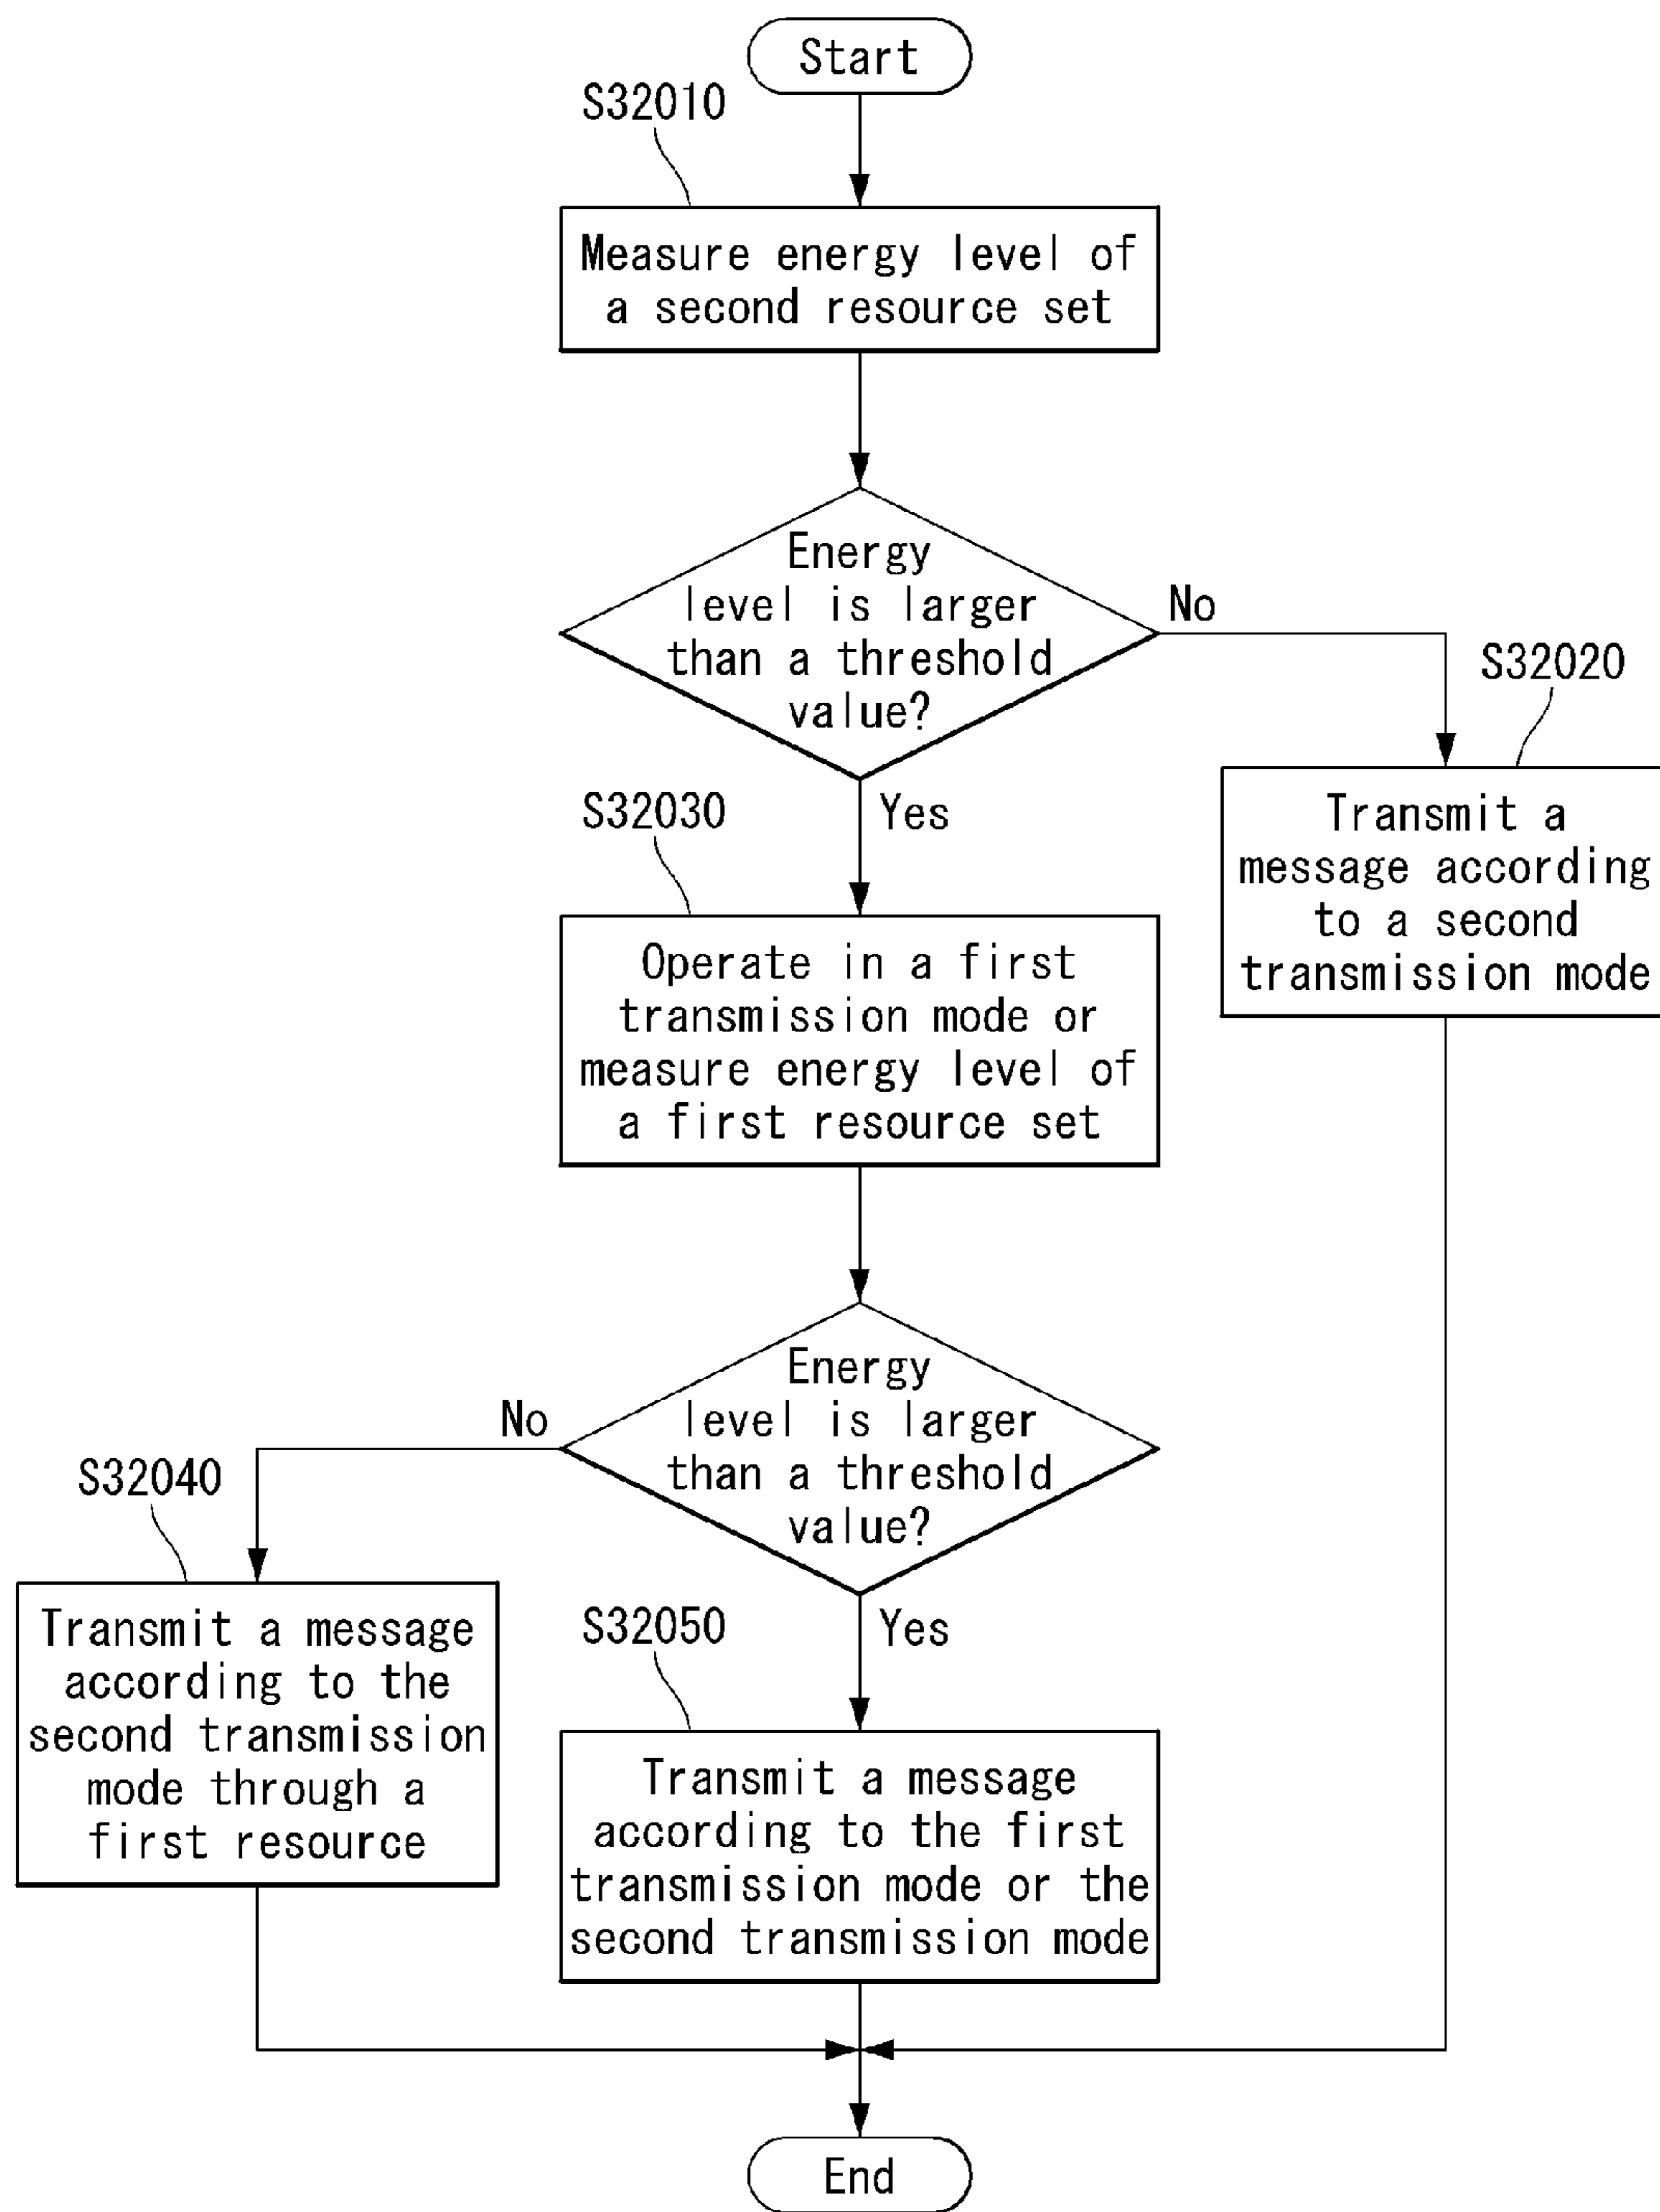 Start
S32010
Measure energy level of
a second resource set
Energy
level is larger
than a threshold
value?
No
S32020
Transmit a
message according
to a second
transmission mode
Yes
S32030
Operate in a first
transmission mode or
measure energy level of
a first resource set
Energy
level is larger
than a threshold
value?
No
S32040
Transmit a message
according to the
second transmission
mode through a
first resource
Yes
S32050
Transmit a message
according to the first
transmission mode or the
second transmission mode
End